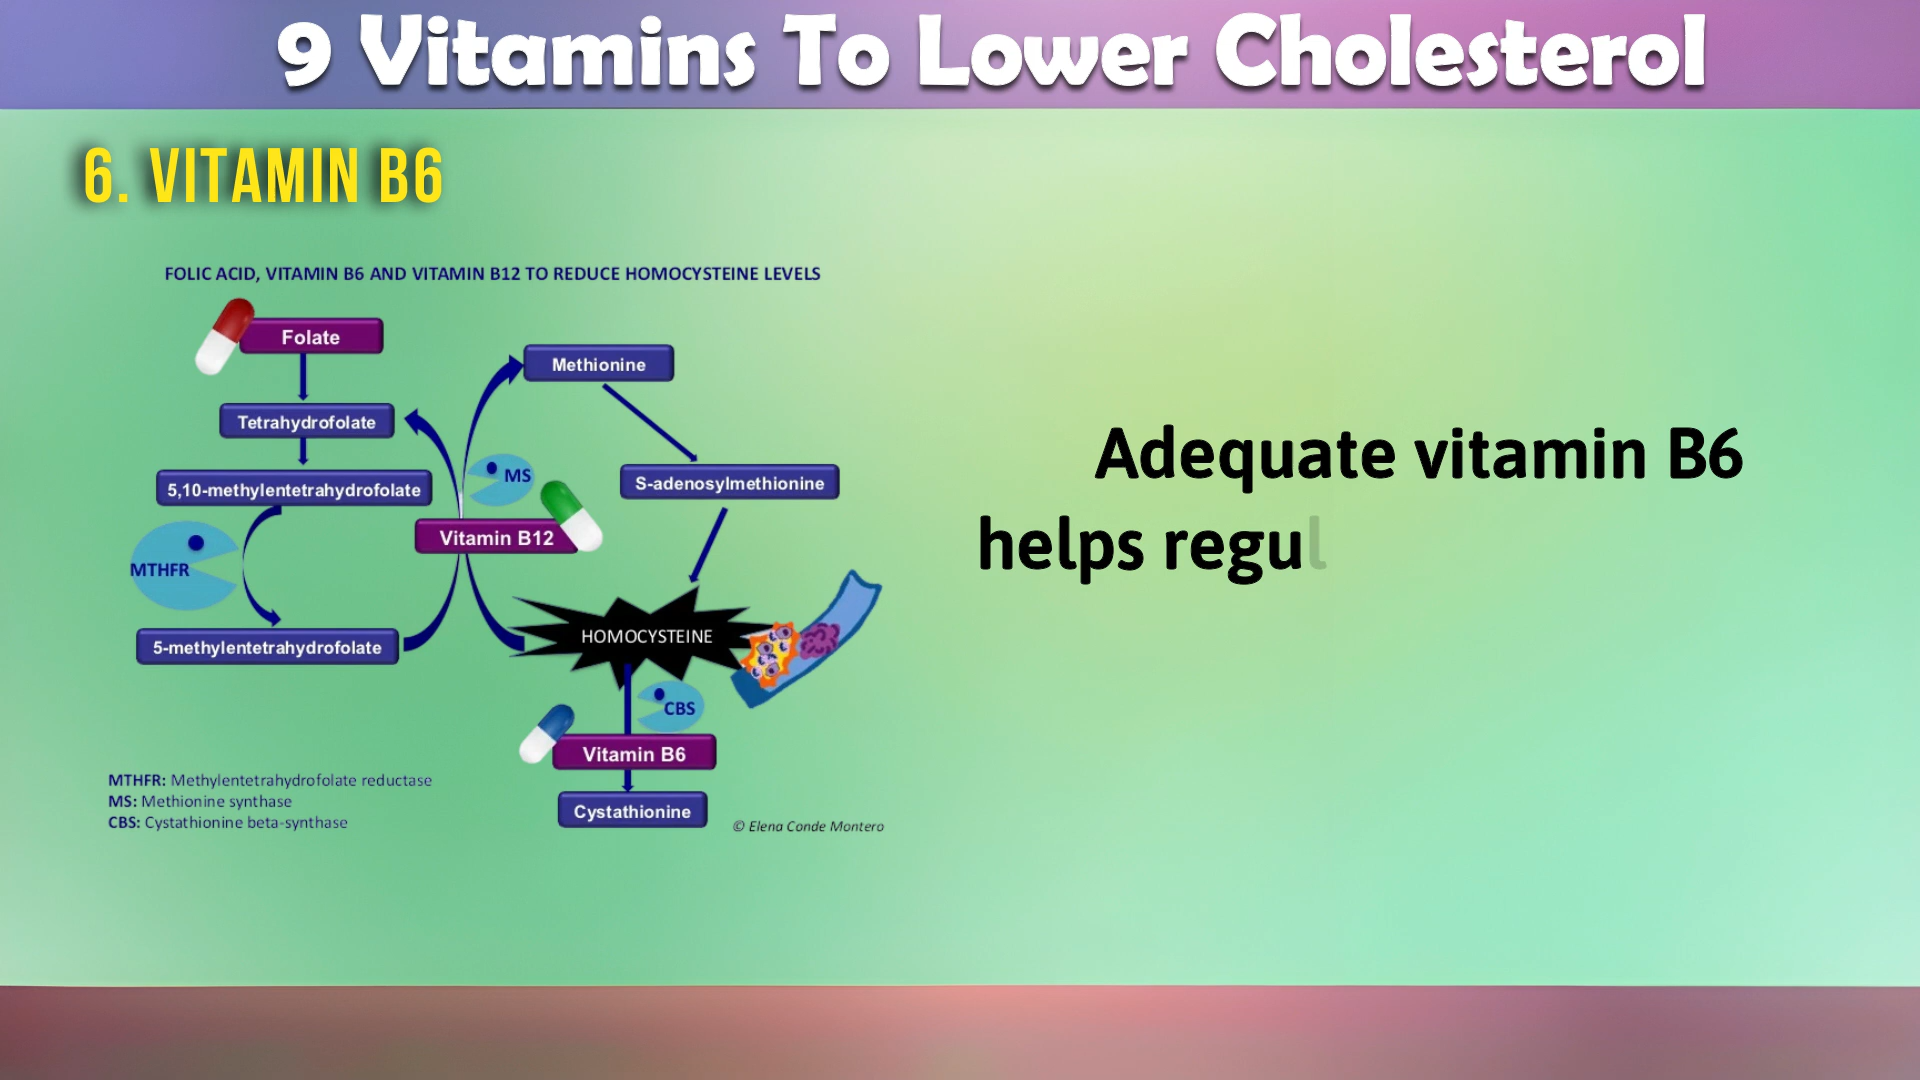 9 Vitamins To Lower Cholesterol
6. VITAMIN B6
FOLIC ACID, VITAMIN B6 AND VITAMIN B12 TO REDUCE HOMOCYSTEINE LEVELS
Folate
Methionine
Tetrahydrofolate
MS
S-adenosylmethionine
5,10-methylentetrahydrofolate
Vitamin B12
MTHFR
HOMOCYSTEINE
5-methylentetrahydrofolate
CBS
Vitamin B6
Cystathionine
MTHFR: Methylentetrahydrofolate reductase
MS: Methionine synthase
CBS: Cystathionine beta-synthase
© Elena Conde Montero
Adequate vitamin B6
helps regul